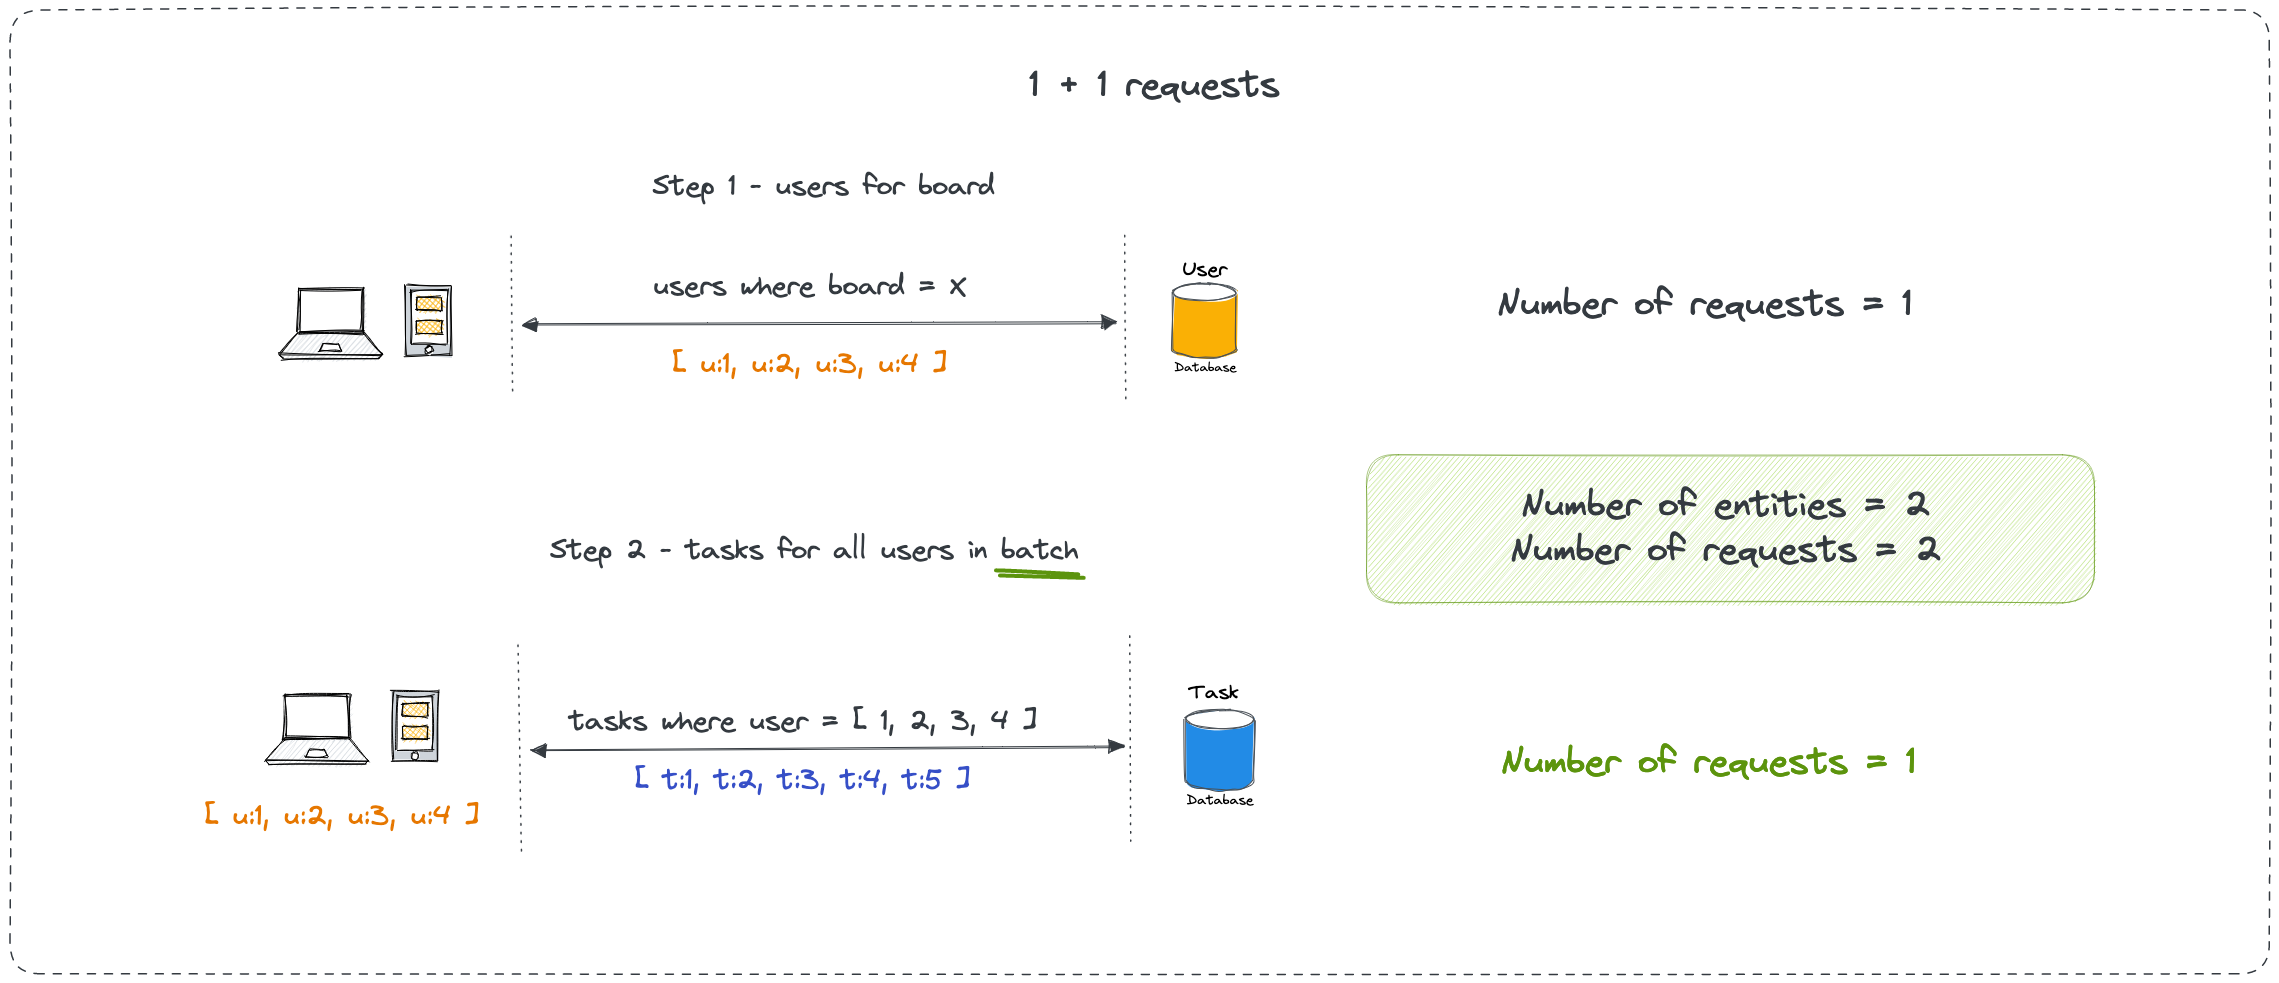 1 + 1 requests
Step 1 - users for board
users where board = X
[ u:1, u:2, u:3, u:4 ]
User
Database
Number of requests = 1
Number of entities = 2
Number of requests = 2
Step 2 - tasks for all users in batch
tasks where user = [ 1, 2, 3, 4 ]
[ t:1, t:2, t:3, t:4, t:5 ]
[ u:1, u:2, u:3, u:4 ]
Task
Database
Number of requests = 1